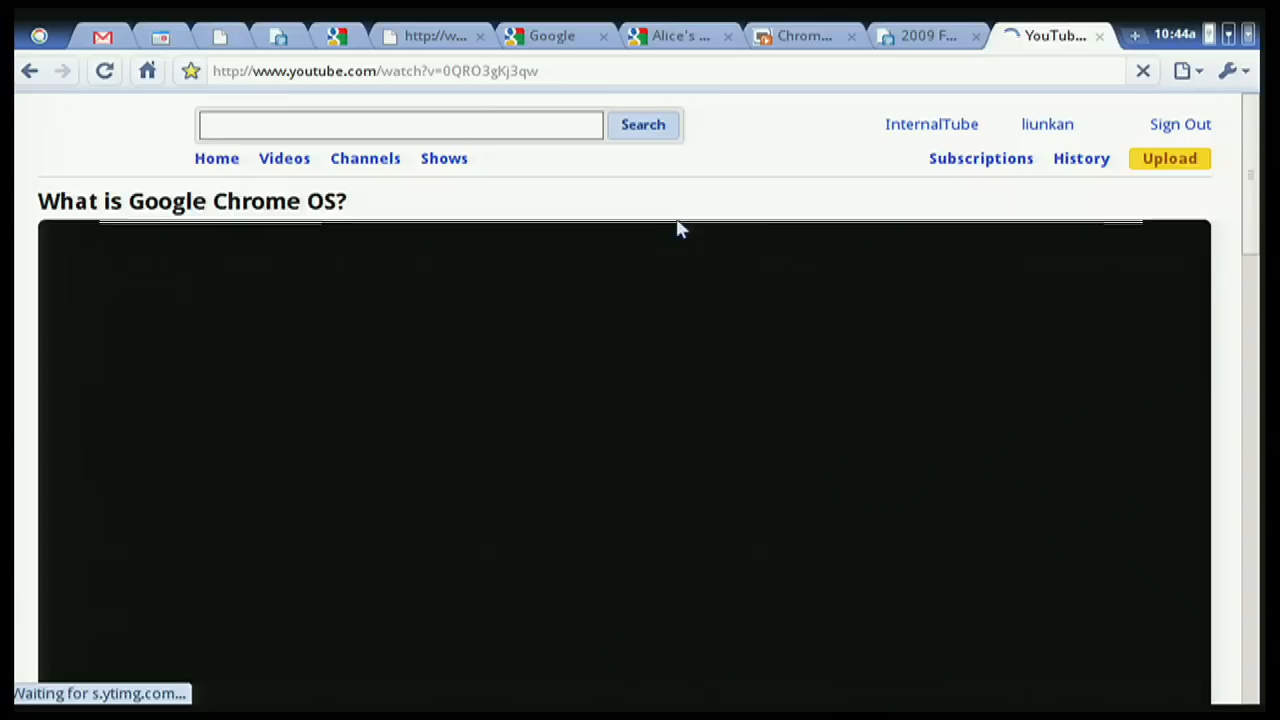 http://w... Google Alice's ... Chrom... 2009 F... YouTub... 10:44a
http://www.youtube.com/watch?v=0QRO3gKj3qw
Search InternalTube liunkan Sign Out
Home Videos Channels Shows Subscriptions History Upload
What is Google Chrome OS?
Waiting for s.ytimg.com...